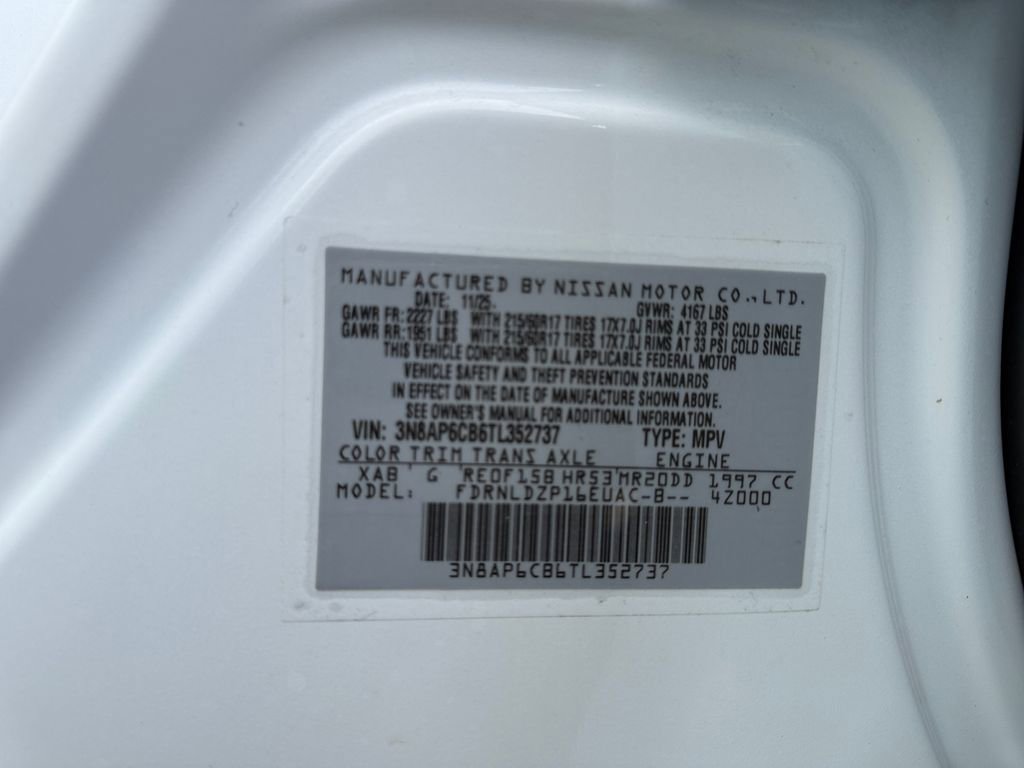 MANUFACTURED BY NISSAN MOTOR CO., LTD.
DATE: 11/25. GVWR: 4167 LBS
GAWR FR: 2227 LBS WITH 215/60R17 TIRES 17X7.0J RIMS AT 33 PSI COLD SINGLE
GAWR RR: 1951 LBS WITH 215/60R17 TIRES 17X7.0J RIMS AT 33 PSI COLD SINGLE
THIS VEHICLE CONFORMS TO ALL APPLICABLE FEDERAL MOTOR
VEHICLE SAFETY AND THEFT PREVENTION STANDARDS
IN EFFECT ON THE DATE OF MANUFACTURE SHOWN ABOVE.
SEE OWNER'S MANUAL FOR ADDITIONAL INFORMATION.
VIN: 3N8AP6CB6TL352737 TYPE: MPV
COLOR TRIM TRANS AXLE ENGINE
XAB G RE0F15B HR53 MR20DD 1997 CC
MODEL: FDRNLDZP16EUAC-B-- 4Z000
3N8AP6CB6TL352737